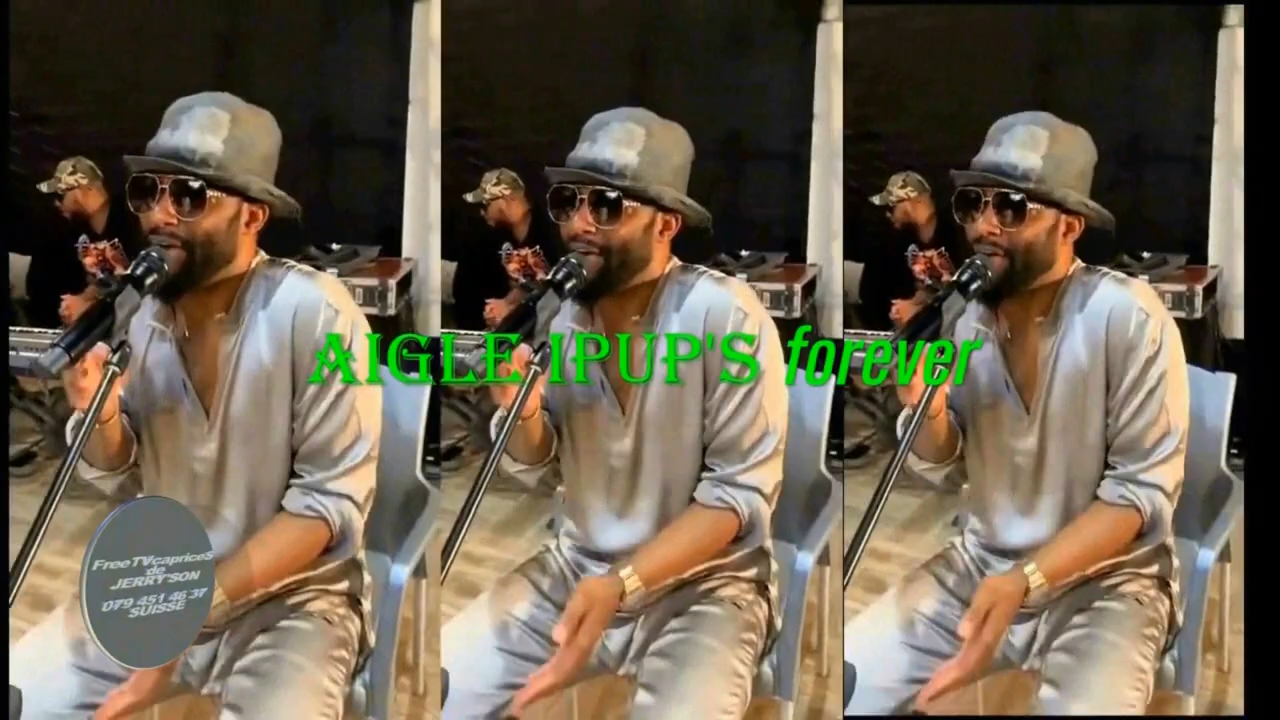 AIGLE IPUP'S forever
FreeTVcapriceS
de
JERRY'SON
079 451 46 37
SUISSE